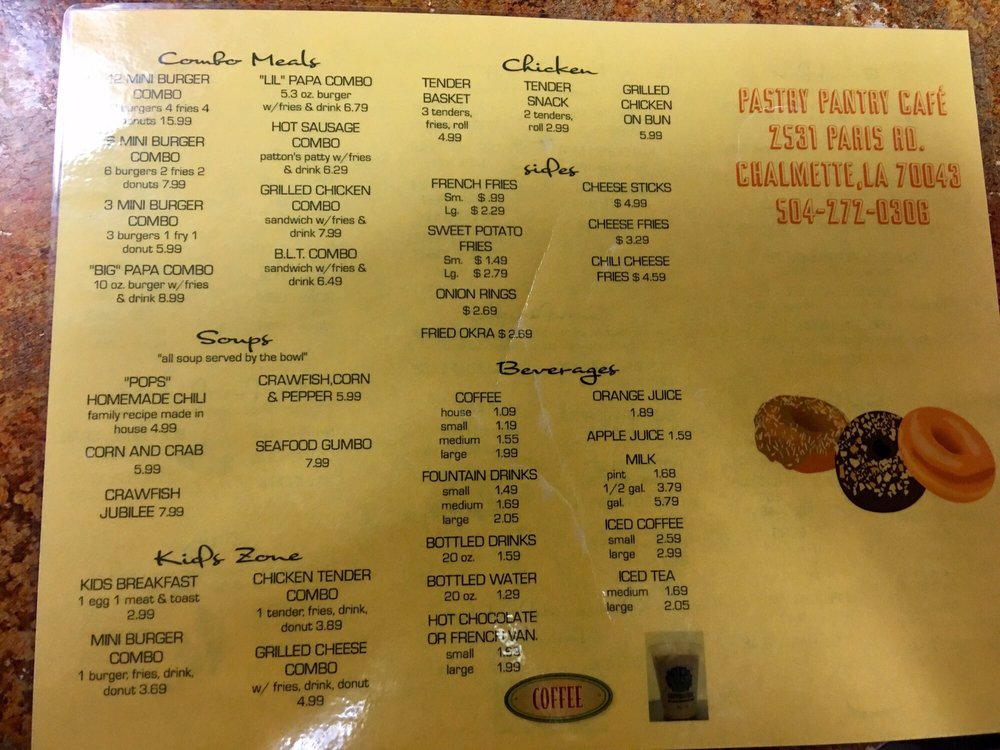 Combo Meals
12 MINI BURGER
COMBO
burgers 4 fries 4
donuts 15.99
MINI BURGER
COMBO
6 burgers 2 fries 2
donuts 7.99
3 MINI BURGER
COMBO
3 burgers 1 fry 1
donut 5.99
"BIG" PAPA COMBO
10 oz. burger w/fries
& drink 8.99
"LIL" PAPA COMBO
5.3 oz. burger
w/fries & drink 6.79
HOT SAUSAGE
COMBO
patton's patty w/fries
& drink 6.29
GRILLED CHICKEN
COMBO
sandwich w/fries &
drink 7.99
B.L.T. COMBO
sandwich w/fries &
drink 6.49
Soups
"all soup served by the bowl"
"POPS"
HOMEMADE CHILI
family recipe made in
house 4.99
CORN AND CRAB
5.99
CRAWFISH
JUBILEE 7.99
CRAWFISH,CORN
& PEPPER 5.99
SEAFOOD GUMBO
7.99
Kids Zone
KIDS BREAKFAST
1 egg 1 meat & toast
2.99
MINI BURGER
COMBO
1 burger, fries, drink,
donut 3.69
CHICKEN TENDER
COMBO
1 tender, fries, drink,
donut 3.89
GRILLED CHEESE
COMBO
w/ fries, drink, donut
4.99
Chicken
TENDER
BASKET
3 tenders,
fries, roll
4.99
TENDER
SNACK
2 tenders,
roll 2.99
GRILLED
CHICKEN
ON BUN
5.99
sides
FRENCH FRIES
Sm. $ .99
Lg. $ 2.29
SWEET POTATO
FRIES
Sm. $ 1.49
Lg. $ 2.79
ONION RINGS
$ 2.69
FRIED OKRA $ 2.69
CHEESE STICKS
$ 4.99
CHEESE FRIES
$ 3.29
CHILI CHEESE
FRIES $ 4.59
Beverages
COFFEE
house 1.09
small 1.19
medium 1.55
large 1.99
FOUNTAIN DRINKS
small 1.49
medium 1.69
large 2.05
BOTTLED DRINKS
20 oz. 1.59
BOTTLED WATER
20 oz. 1.29
HOT CHOCOLATE
OR FRENCH VAN.
small
large 1.99
ORANGE JUICE
1.89
APPLE JUICE 1.59
MILK
pint 1.68
1/2 gal. 3.79
gal. 5.79
ICED COFFEE
small 2.59
large 2.99
ICED TEA
medium 1.69
large 2.05
COFFEE
PASTRY PANTRY CAFÉ
2531 PARIS RD.
CHALMETTE,LA 70043
504-272-0306